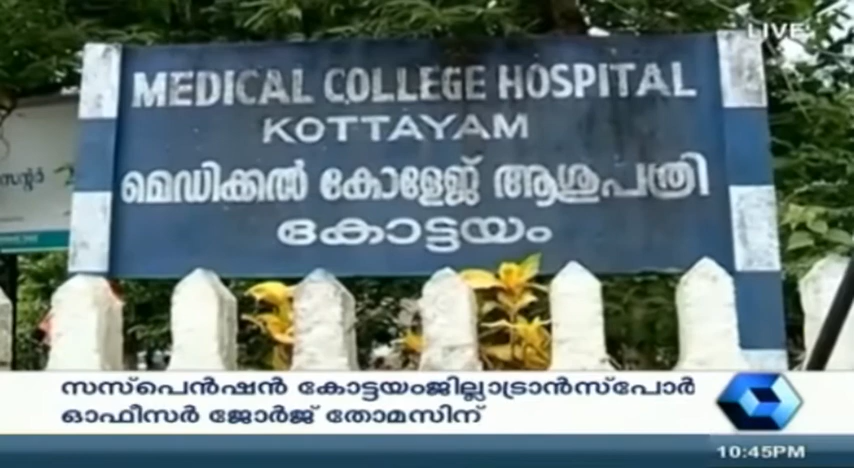 LIVE
MEDICAL COLLEGE HOSPITAL
KOTTAYAM
മെഡിക്കൽ കോളേജ് ആശുപത്രി
കോട്ടയം
സസ്പെൻഷൻ കോട്ടയംജില്ലാട്രാൻസ്പോർ
ഓഫീസർ ജോർജ് തോമസിന്
10:45PM